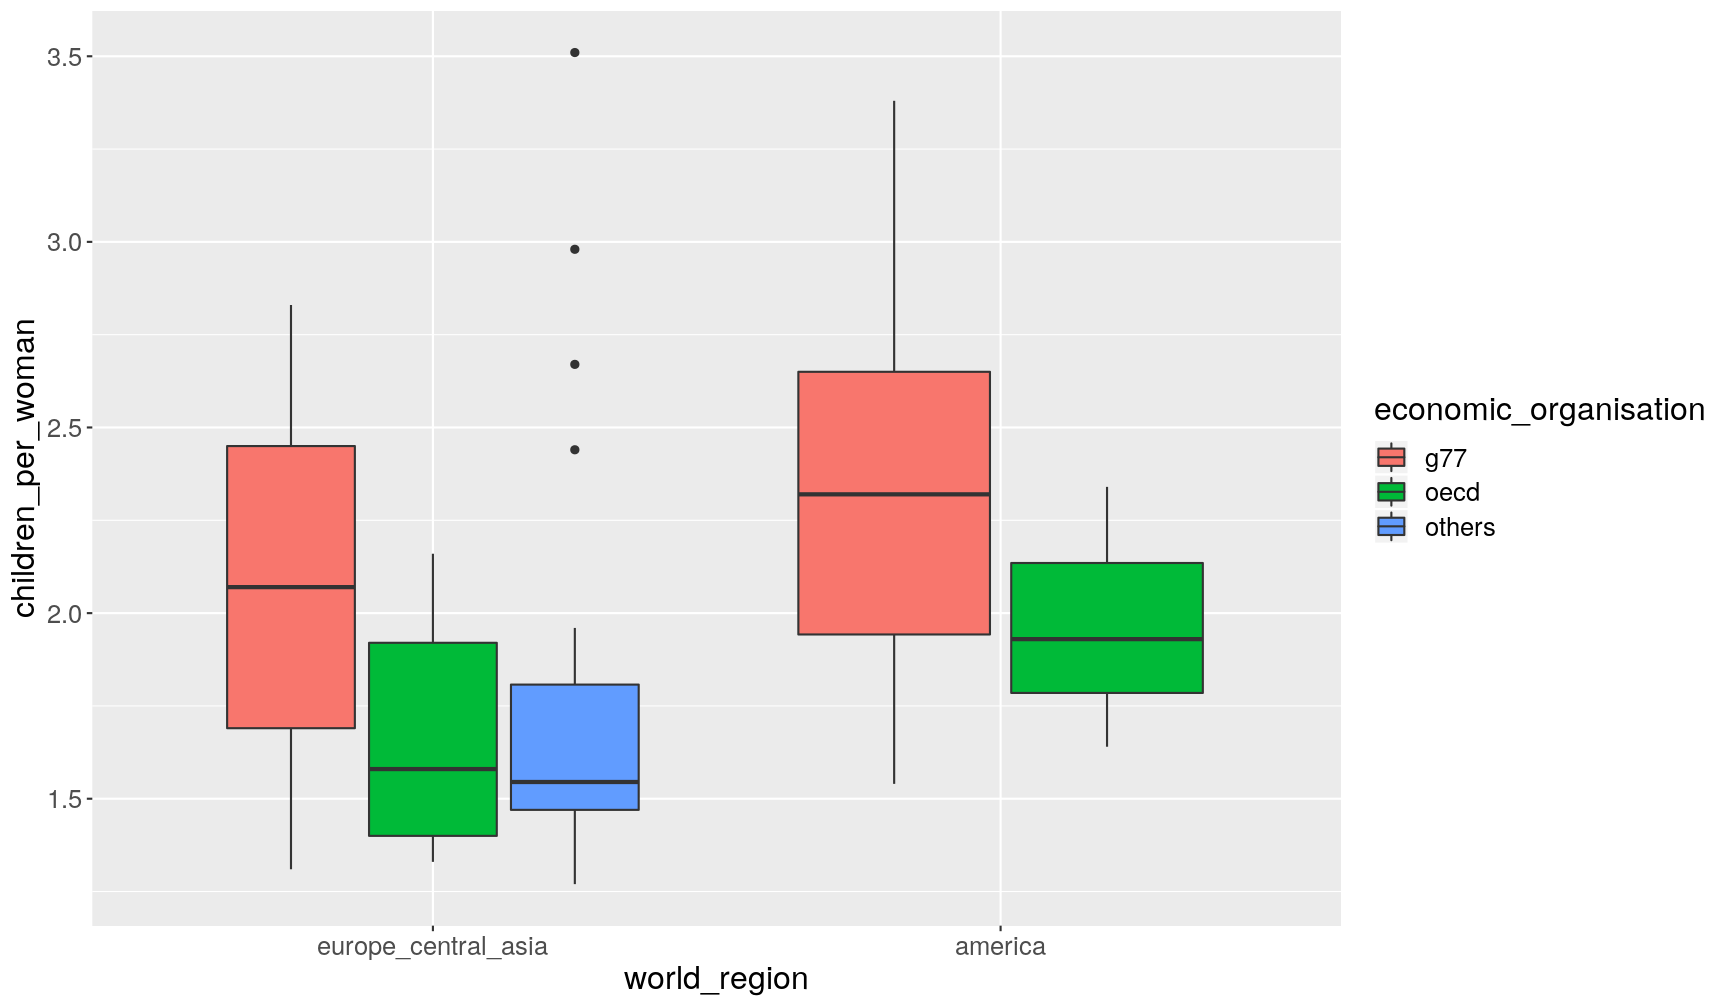 children_per_woman
3.5
3.0
2.5
2.0
1.5
europe_central_asia
america
world_region
economic_organisation
g77
oecd
others